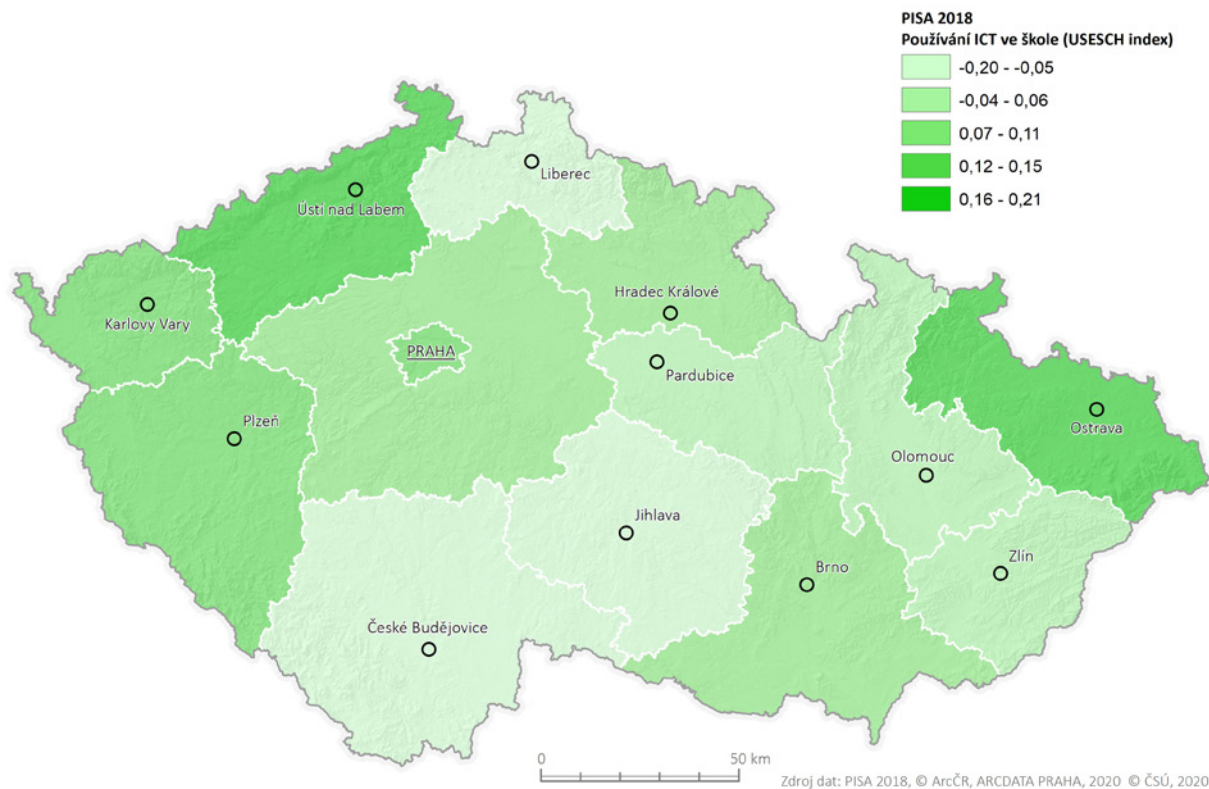 PISA 2018
Používání ICT ve škole (USESCH index)
-0,20 - -0,05
-0,04 - 0,06
0,07 - 0,11
0,12 - 0,15
0,16 - 0,21
Liberec
Ústí nad Labem
Hradec Králové
Karlovy Vary
PRAHA
Pardubice
Plzeň
Ostrava
Olomouc
Jihlava
Zlín
Brno
České Budějovice
0 50 km
Zdroj dat: PISA 2018, © ArcČR, ARCDATA PRAHA, 2020 © ČSÚ, 2020